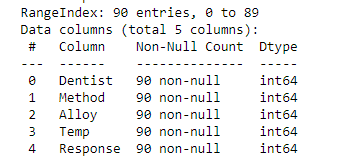 RangeIndex: 90 entries, 0 to 89
Data columns (total 5 columns):
 #   Column    Non-Null Count  Dtype
---  ------    --------------  -----
 0   Dentist   90 non-null     int64
 1   Method    90 non-null     int64
 2   Alloy     90 non-null     int64
 3   Temp      90 non-null     int64
 4   Response  90 non-null     int64